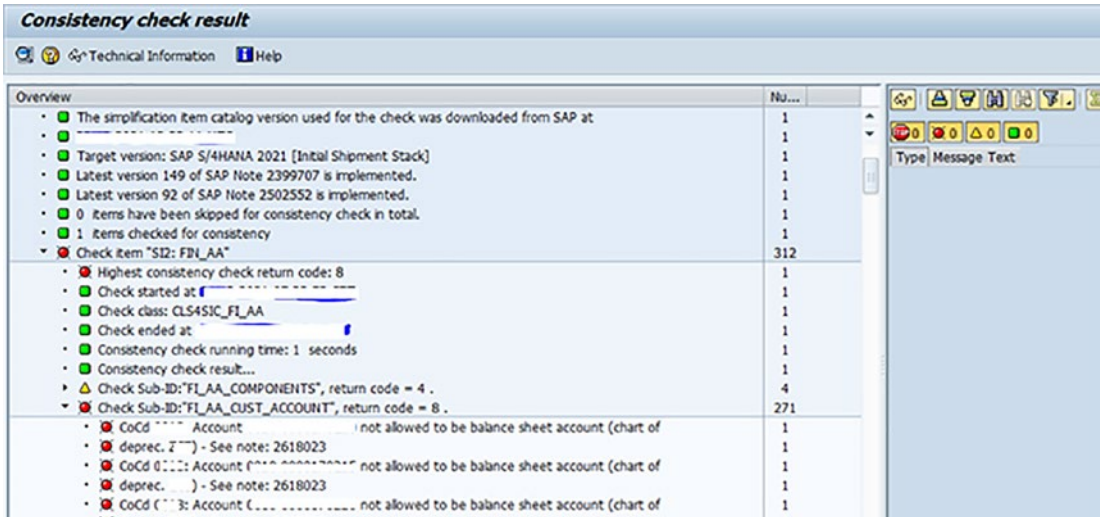 Consistency check result
Technical Information Help
Overview Nu...
The simplification item catalog version used for the check was downloaded from SAP at 1
1
Target version: SAP S/4HANA 2021 [Initial Shipment Stack] 1
Latest version 149 of SAP Note 2399707 is implemented. 1
Latest version 92 of SAP Note 2502552 is implemented. 1
0 items have been skipped for consistency check in total. 1
1 items checked for consistency 1
Check item "SI2: FIN_AA" 312
Highest consistency check return code: 8 1
Check started at 1
Check class: CLS4SIC_FI_AA 1
Check ended at 1
Consistency check running time: 1 seconds 1
Consistency check result... 1
Check Sub-ID:"FI_AA_COMPONENTS", return code = 4 . 4
Check Sub-ID:"FI_AA_CUST_ACCOUNT", return code = 8 . 271
CoCd Account not allowed to be balance sheet account (chart of 1
deprec. ) - See note: 2618023 1
CoCd Account not allowed to be balance sheet account (chart of 1
deprec. ) - See note: 2618023 1
CoCd Account not allowed to be balance sheet account (chart of 1
STOP 0 0 0 0
Type Message Text